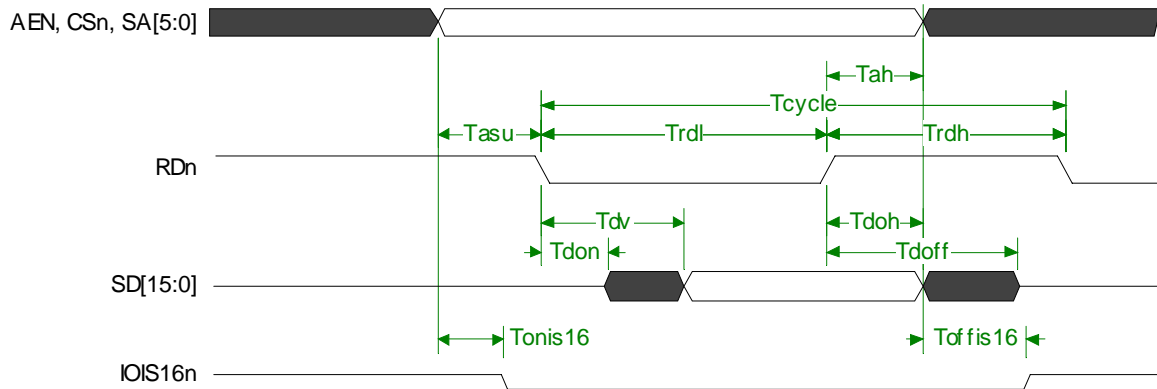 AEN, CSn, SA[5:0]
Tah
Tcycle
Tasu
Trdl
Trdh
RDn
Tdv
Tdoh
Tdon
Tdoff
SD[15:0]
Tonis16
Toffis16
IOIS16n